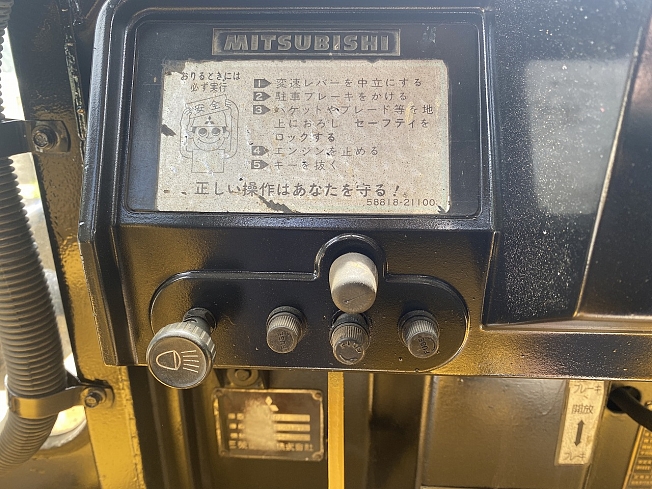 MITSUBISHI
おりるときには
必ず実行
安全
1 変速レバーを中立にする
2 駐車ブレーキをかける
3 バケットやブレード等を地
上におろし セーフティを
ロックする
4 エンジンを止める
5 キーを抜く
正しい操作はあなたを守る!
58818-21100
ブレーキ
開放
ブレーキ